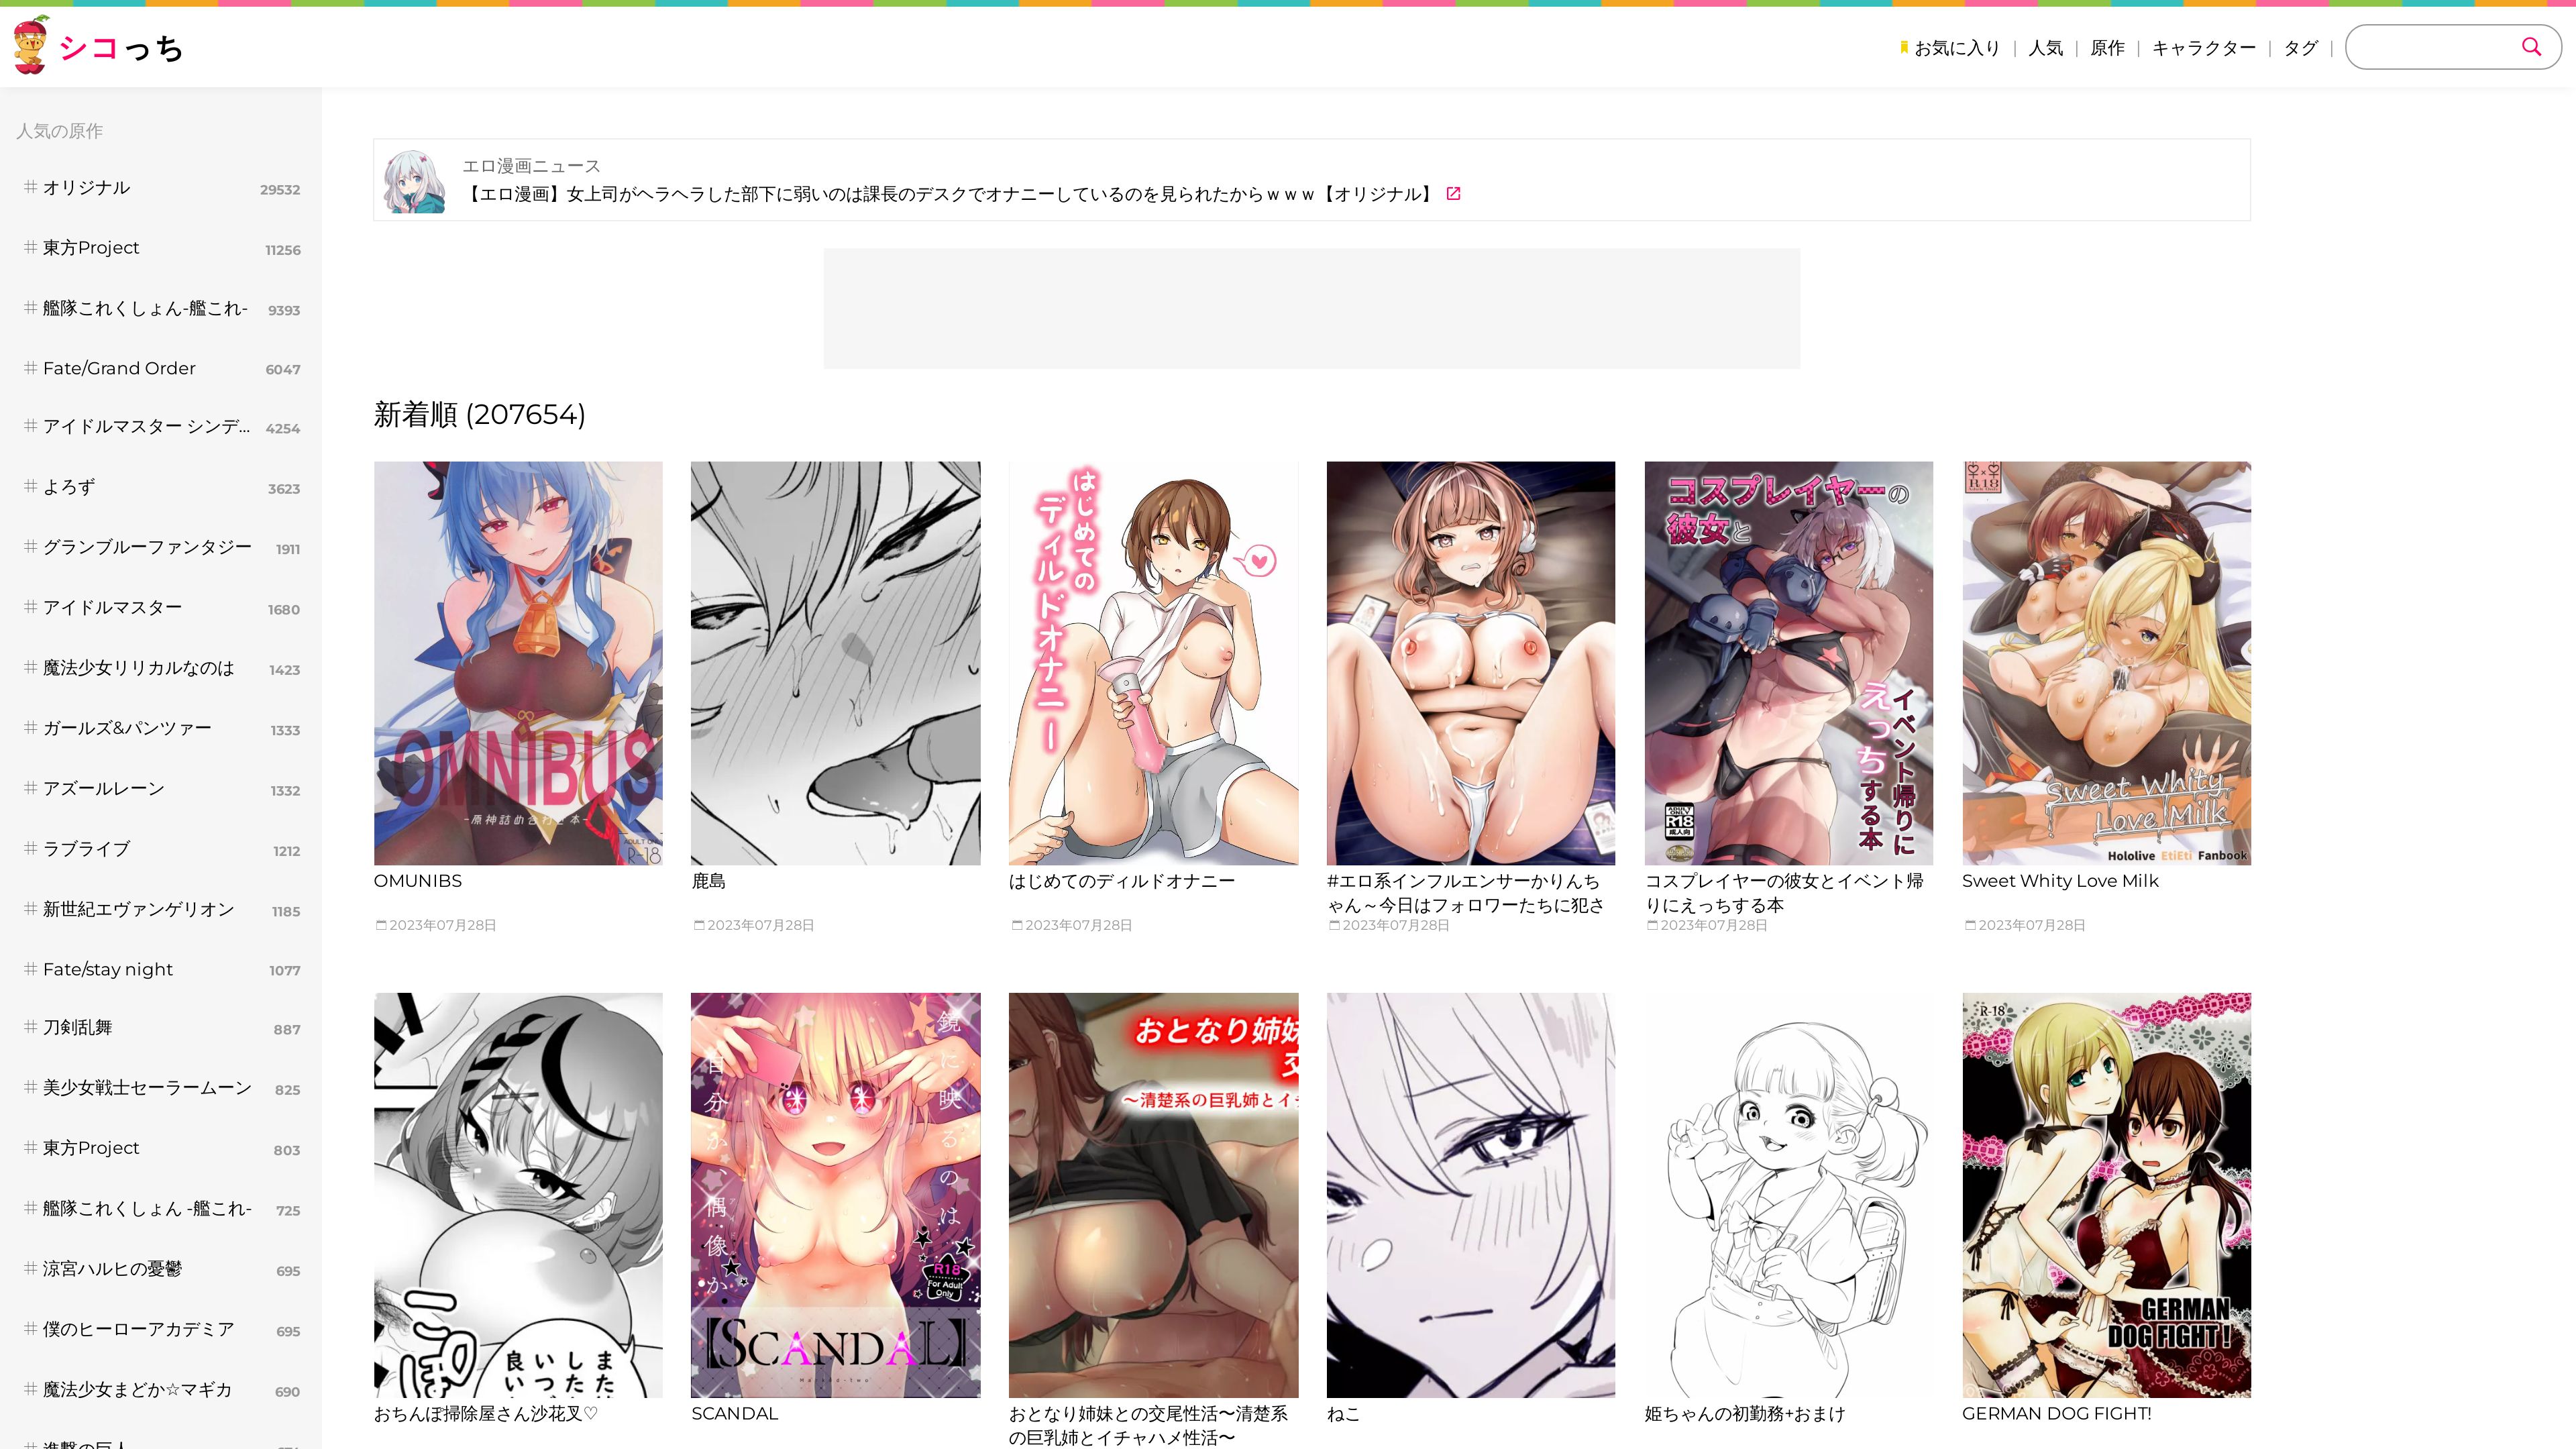 シコっち
お気に入り | 人気 | 原作 | キャラクター | タグ |
人気の原作
# オリジナル 29532
# 東方Project 11256
# 艦隊これくしょん-艦これ- 9393
# Fate/Grand Order 6047
# アイドルマスター シンデ... 4254
# よろず 3623
# グランブルーファンタジー 1911
# アイドルマスター 1680
# 魔法少女リリカルなのは 1423
# ガールズ&パンツァー 1333
# アズールレーン 1332
# ラブライブ 1212
# 新世紀エヴァンゲリオン 1185
# Fate/stay night 1077
# 刀剣乱舞 887
# 美少女戦士セーラームーン 825
# 東方Project 803
# 艦隊これくしょん -艦これ- 725
# 涼宮ハルヒの憂鬱 695
# 僕のヒーローアカデミア 695
# 魔法少女まどか☆マギカ 690
エロ漫画ニュース
【エロ漫画】女上司がヘラヘラした部下に弱いのは課長のデスクでオナニーしているのを見られたからｗｗｗ【オリジナル】
新着順 (207654)
OMNIBUS
-原神詰め合わせ本-
R-18
はじめての
ディルドオナニー
コスプレイヤーの
彼女と
イベント帰りに
えっちする本
R18
成人向
R18
Sweet Whity
Love Milk
Hololive EtiEti Fanbook
OMUNIBS
2023年07月28日
鹿島
2023年07月28日
はじめてのディルドオナニー
2023年07月28日
#エロ系インフルエンサーかりんち
ゃん～今日はフォロワーたちに犯さ
2023年07月28日
コスプレイヤーの彼女とイベント帰
りにえっちする本
2023年07月28日
Sweet Whity Love Milk
2023年07月28日
また
した
いつ
良い
鏡に映るのは
自分か、偶像か
R18
For Adult
Only
【SCANDAL】
おとなり姉妹
交
〜清楚系の巨乳姉とイチ
R-18
GERMAN
DOG FIGHT!
おちんぽ掃除屋さん沙花叉♡
SCANDAL
おとなり姉妹との交尾性活〜清楚系
の巨乳姉とイチャハメ性活〜
ねこ
姫ちゃんの初勤務+おまけ
GERMAN DOG FIGHT!